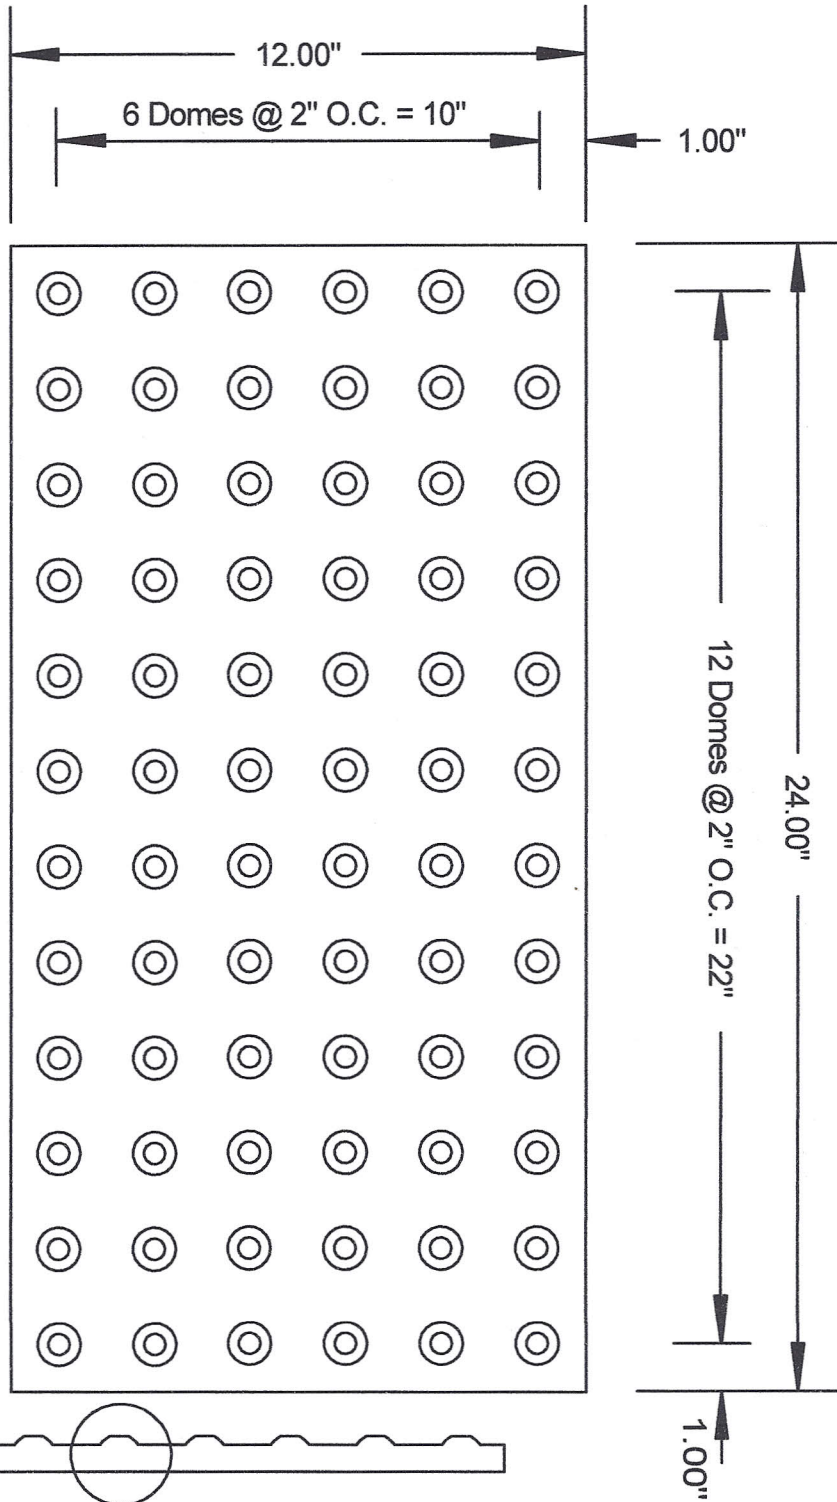 12.00"
6 Domes @ 2" O.C. = 10"
1.00"
24.00"
12 Domes @ 2" O.C. = 22"
1.00"